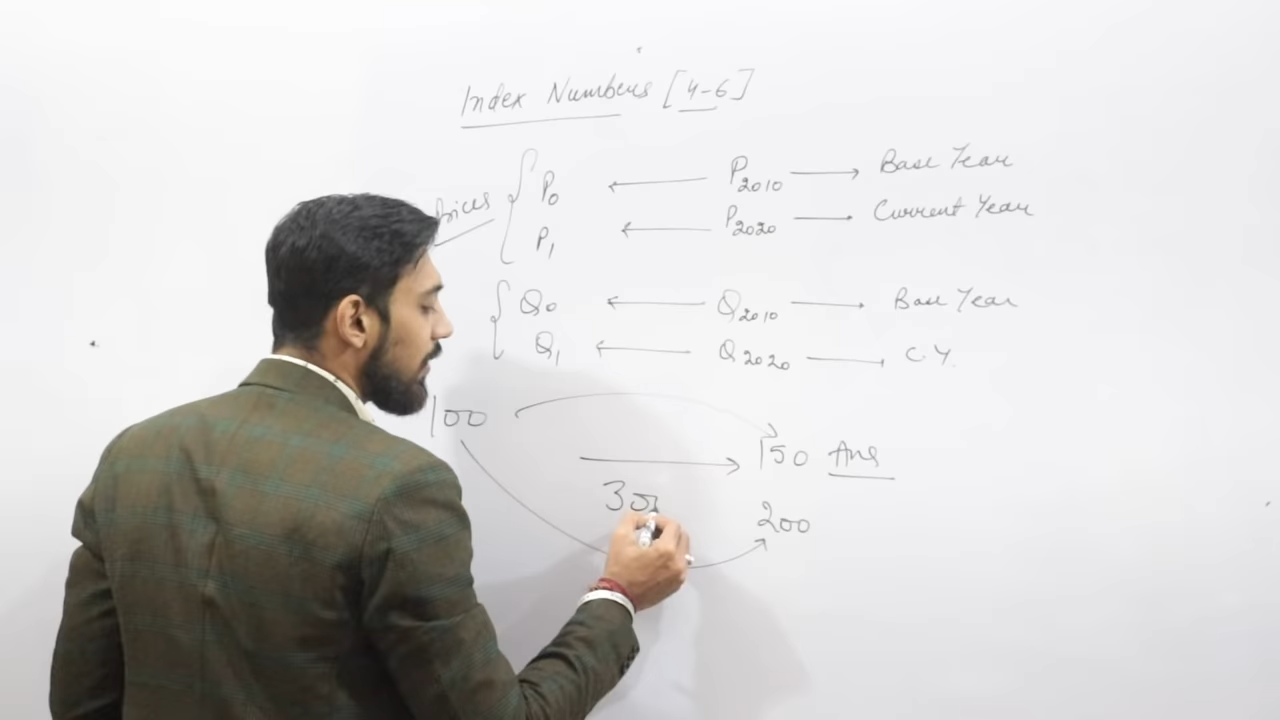 Index Numbers [4-6]
Prices { P0 ← P2010 → Base Year
P1 ← P2020 → Current Year
{ Q0 ← Q2010 → Base Year
Q1 ← Q2020 → C.Y.
100 → 150 Ans
30
200